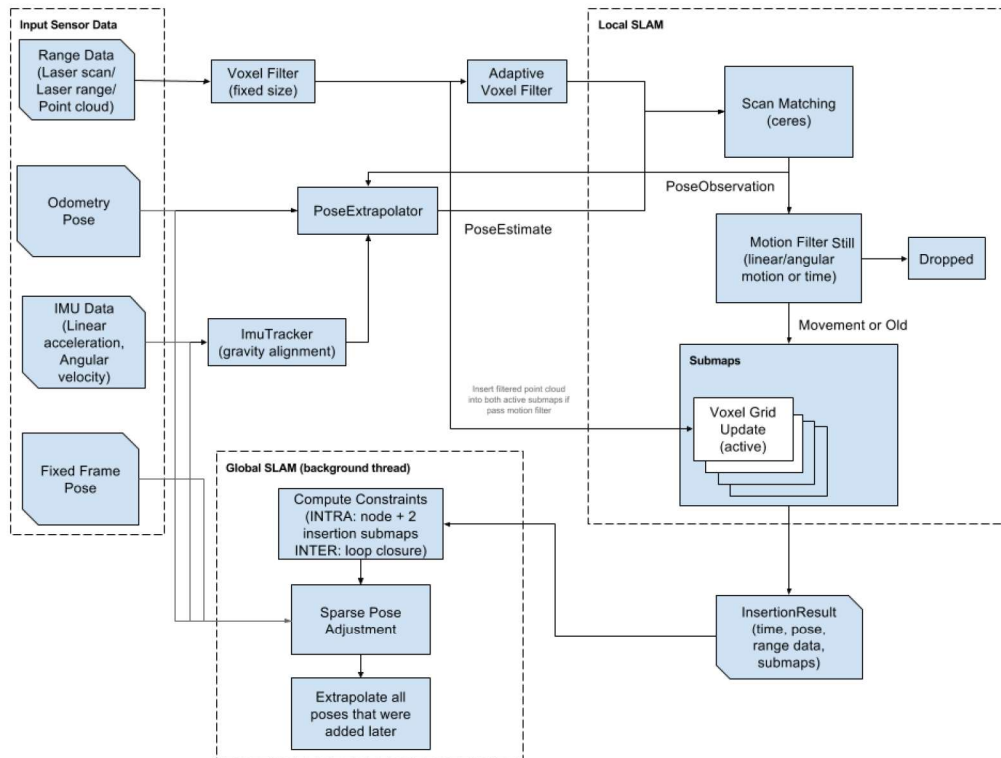 Input Sensor Data
Range Data
(Laser scan/
Laser range/
Point cloud)
Voxel Filter
(fixed size)
Adaptive
Voxel Filter
Local SLAM
Scan Matching
(ceres)
Odometry
Pose
PoseExtrapolator
PoseObservation
PoseEstimate
Motion Filter
Still
(linear/angular
motion or time)
Dropped
IMU Data
(Linear
acceleration,
Angular
velocity)
ImuTracker
(gravity alignment)
Movement or Old
Submaps
Insert filtered point cloud
into both active submaps if
pass motion filter
Voxel Grid
Update
(active)
Fixed Frame
Pose
Global SLAM (background thread)
Compute Constraints
(INTRA: node + 2
insertion submaps
INTER: loop closure)
Sparse Pose
Adjustment
InsertionResult
(time, pose,
range data,
submaps)
Extrapolate all
poses that were
added later